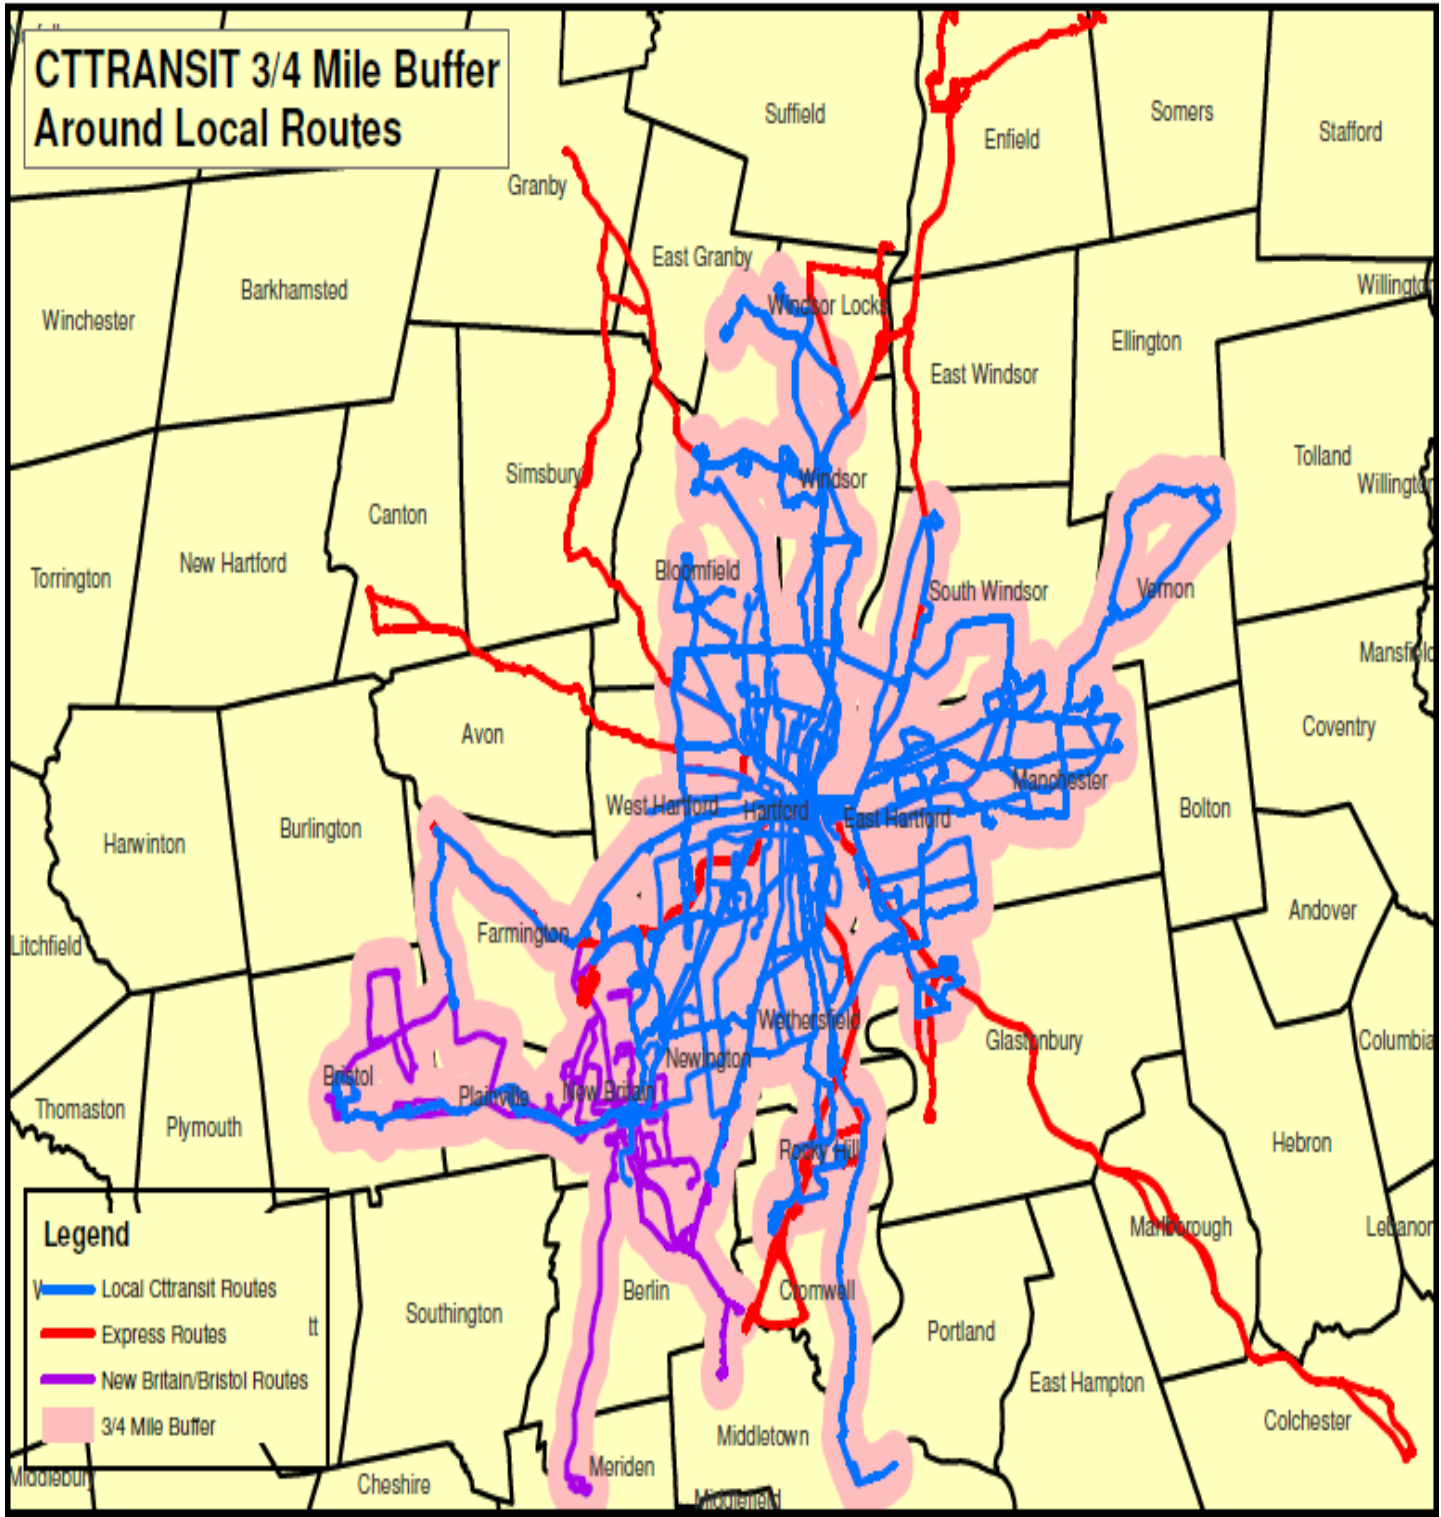 CTTRANSIT 3/4 Mile Buffer
Around Local Routes
Suffield
Enfield
Somers
Stafford
Granby
East Granby
Barkhamsted
Winchester
Windsor Locks
Willington
Ellington
East Windsor
Tolland
Willington
Simsbury
Windsor
Canton
New Hartford
Torrington
Bloomfield
South Windsor
Vernon
Mansfield
Avon
Coventry
Manchester
West Hartford
Hartford
East Hartford
Bolton
Burlington
Harwinton
Andover
Farmington
Litchfield
Wethersfield
Glastonbury
Columbia
Newington
Bristol
Plainville
New Britain
Thomaston
Plymouth
Rocky Hill
Hebron
Marlborough
Lebanon
Legend
Local Cttransit Routes
Express Routes
tt
New Britain/Bristol Routes
3/4 Mile Buffer
Berlin
Cromwell
Southington
Portland
East Hampton
Colchester
Middletown
Meriden
Middlebury
Cheshire
Middlefield